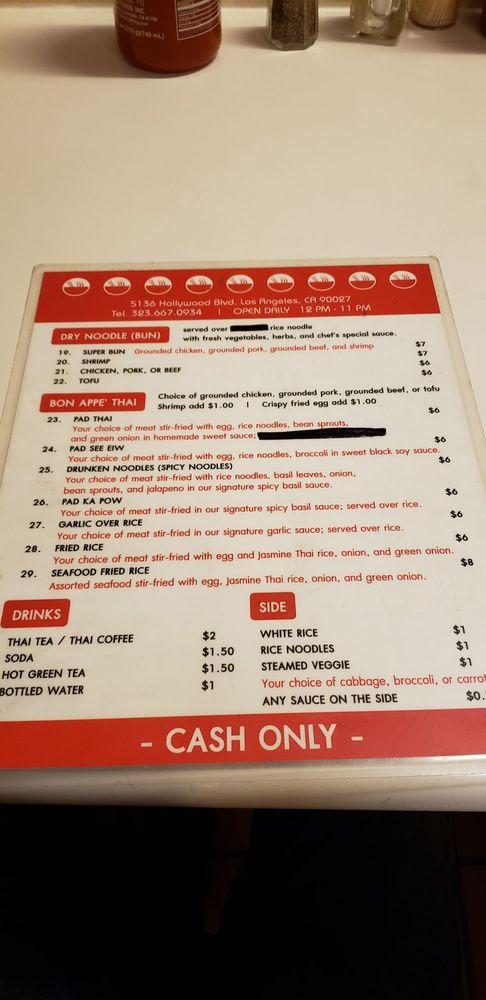 INC.
(740 mL)
5136 Hollywood Blvd. Los Angeles, CA 90027
Tel. 323.667.0934 | OPEN DAILY 12 PM - 11 PM
DRY NOODLE (BUN)
served over rice noodle
with fresh vegetables, herbs, and chef's special sauce.
19. SUPER BUN Grounded chicken, grounded pork, grounded beef, and shrimp $7
20. SHRIMP $7
21. CHICKEN, PORK, OR BEEF $6
22. TOFU $6
BON APPE' THAI
Choice of grounded chicken, grounded pork, grounded beef, or tofu
Shrimp add $1.00 | Crispy fried egg add $1.00
23. PAD THAI $6
Your choice of meat stir-fried with egg, rice noodles, bean sprouts,
and green onion in homemade sweet sauce;
24. PAD SEE EIW $6
Your choice of meat stir-fried with egg, rice noodles, broccoli in sweet black soy sauce.
25. DRUNKEN NOODLES (SPICY NOODLES) $6
Your choice of meat stir-fried with rice noodles, basil leaves, onion,
bean sprouts, and jalapeno in our signature spicy basil sauce.
26. PAD KA POW $6
Your choice of meat stir-fried in our signature spicy basil sauce; served over rice.
27. GARLIC OVER RICE $6
Your choice of meat stir-fried in our signature garlic sauce; served over rice.
28. FRIED RICE $6
Your choice of meat stir-fried with egg and Jasmine Thai rice, onion, and green onion.
29. SEAFOOD FRIED RICE $8
Assorted seafood stir-fried with egg, Jasmine Thai rice, onion, and green onion.
DRINKS
THAI TEA / THAI COFFEE $2
SODA $1.50
HOT GREEN TEA $1.50
BOTTLED WATER $1
SIDE
WHITE RICE $1
RICE NOODLES $1
STEAMED VEGGIE $1
Your choice of cabbage, broccoli, or carrot
ANY SAUCE ON THE SIDE $0.
- CASH ONLY -